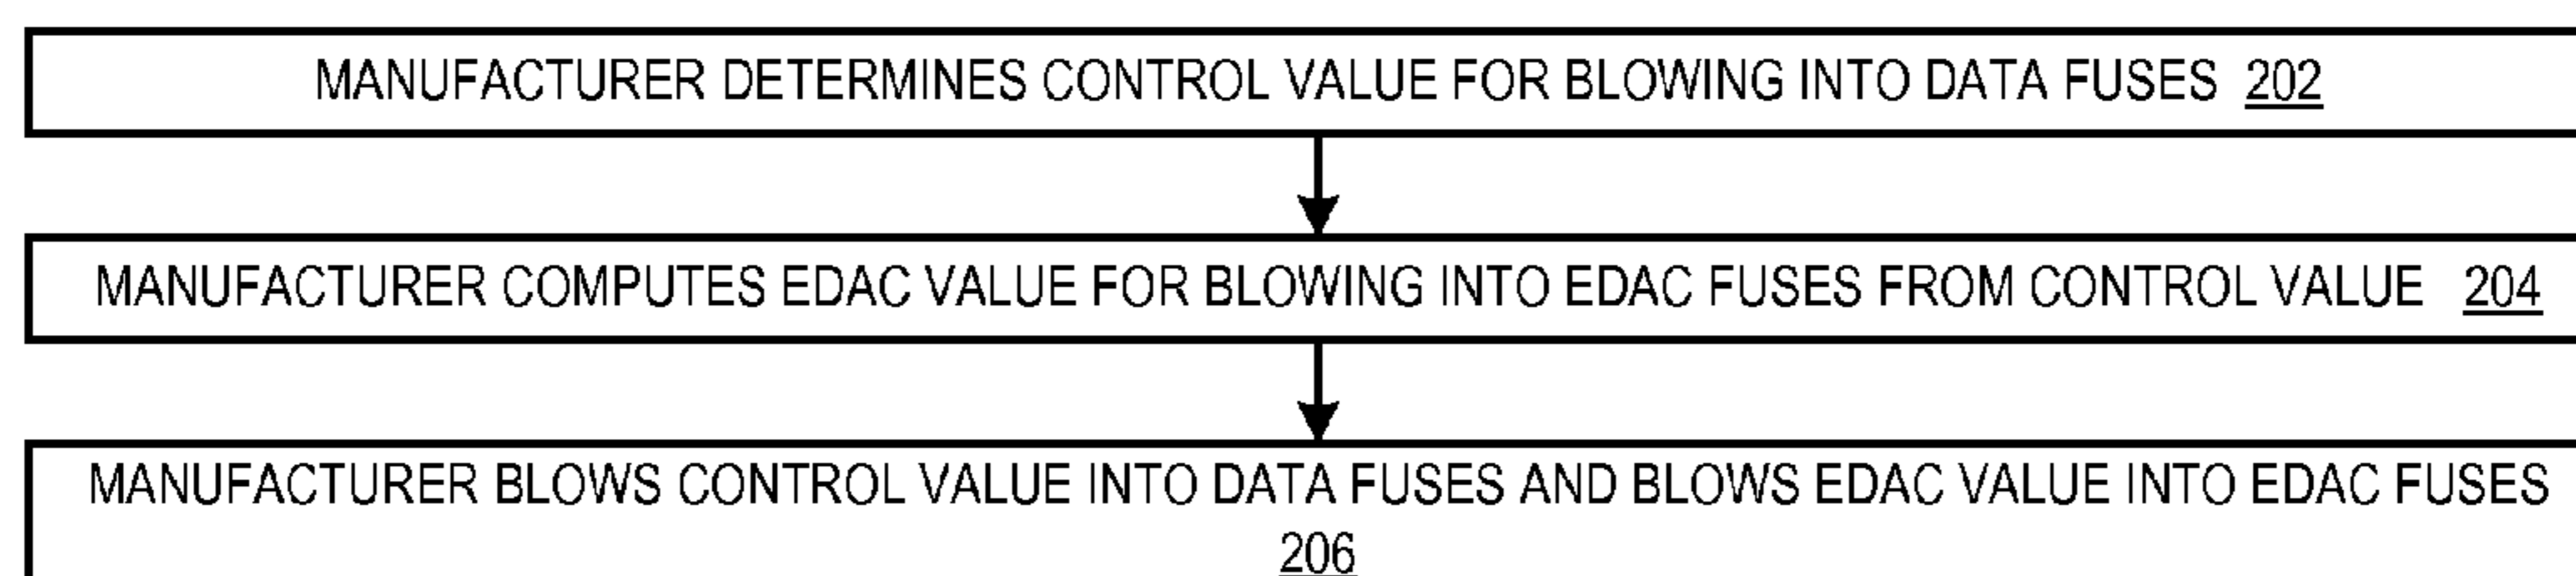 MANUFACTURER DETERMINES CONTROL VALUE FOR BLOWING INTO DATA FUSES 202
MANUFACTURER COMPUTES EDAC VALUE FOR BLOWING INTO EDAC FUSES FROM CONTROL VALUE 204
MANUFACTURER BLOWS CONTROL VALUE INTO DATA FUSES AND BLOWS EDAC VALUE INTO EDAC FUSES
206